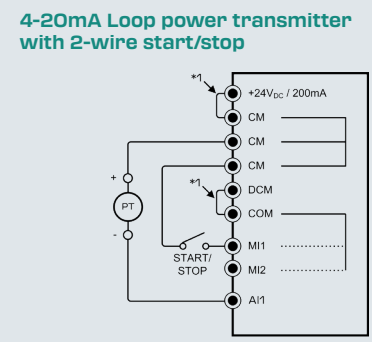 4-20mA Loop power transmitter
with 2-wire start/stop
*1
+24VDC / 200mA
CM
CM
CM
+
*1
DCM
PT
COM
-
MI1
START/
STOP
MI2
AI1